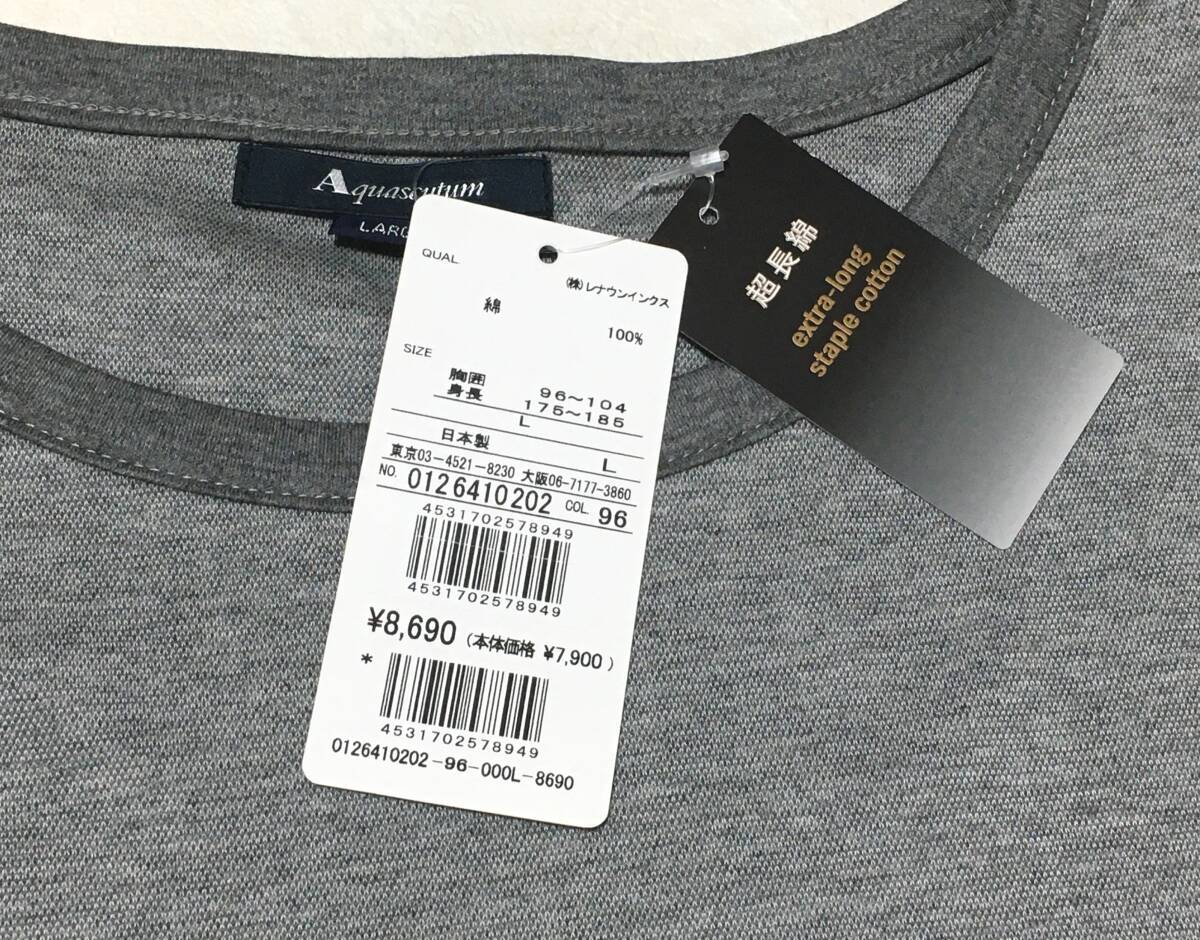 Aquascutum
QUAL
(株)レナウンインクス
綿
100%
SIZE
胸囲 96～104
身長 175～185
L
日本製 L
東京03-4521-8230 大阪06-7177-3860
NO. 0126410202 COL 96
4531702578949
4531702578949
¥8,690 (本体価格 ¥7,900)
*
4531702578949
0126410202-96-000L-8690
超長綿
extra-long
staple cotton